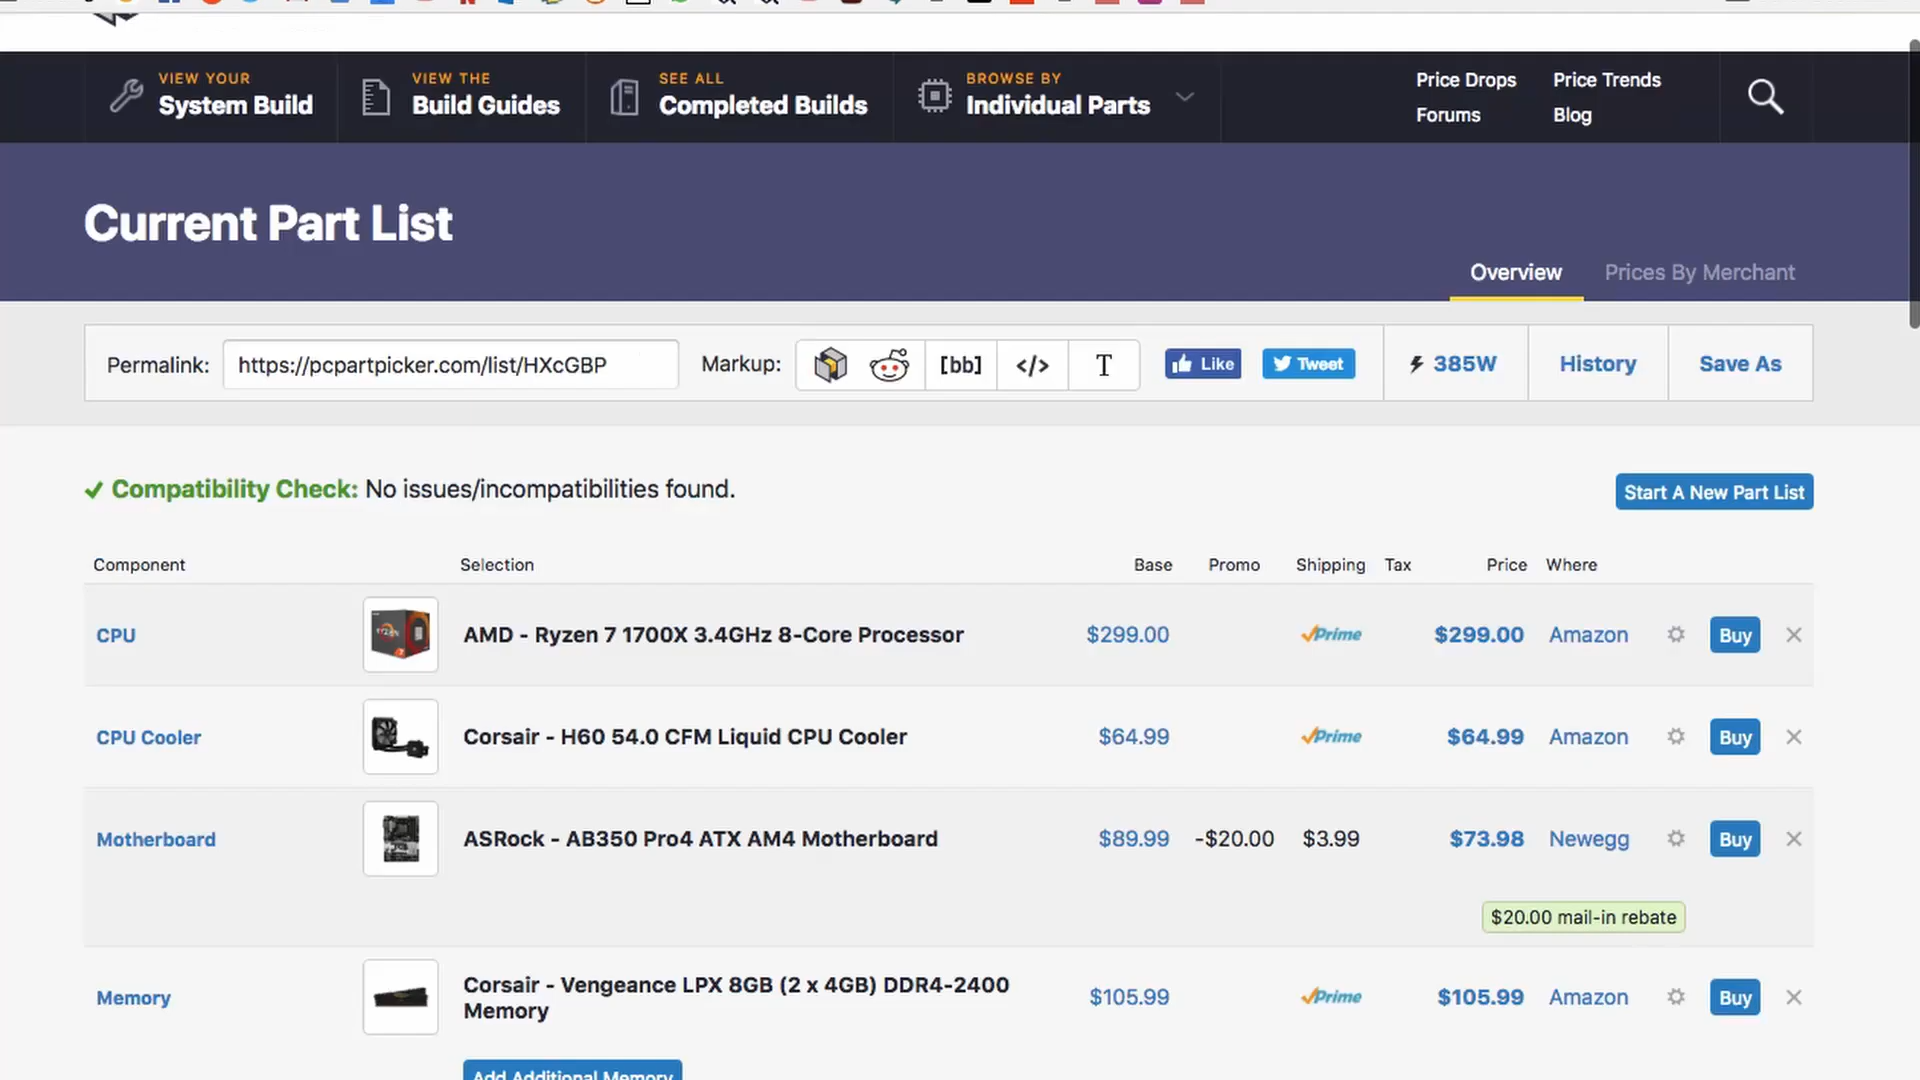 VIEW YOUR
System Build
VIEW THE
Build Guides
SEE ALL
Completed Builds
BROWSE BY
Individual Parts
Price Drops
Price Trends
Forums
Blog
Current Part List
Overview
Prices By Merchant
Permalink: https://pcpartpicker.com/list/HXcGBP Markup: [bb] </> T Like Tweet 385W History Save As
Compatibility Check: No issues/incompatibilities found.
Start A New Part List
Component Selection Base Promo Shipping Tax Price Where
CPU AMD - Ryzen 7 1700X 3.4GHz 8-Core Processor $299.00 Prime $299.00 Amazon Buy
CPU Cooler Corsair - H60 54.0 CFM Liquid CPU Cooler $64.99 Prime $64.99 Amazon Buy
Motherboard ASRock - AB350 Pro4 ATX AM4 Motherboard $89.99 -$20.00 $3.99 $73.98 Newegg Buy
$20.00 mail-in rebate
Memory Corsair - Vengeance LPX 8GB (2 x 4GB) DDR4-2400 $105.99 Prime $105.99 Amazon Buy
Memory
Add Additional Memory